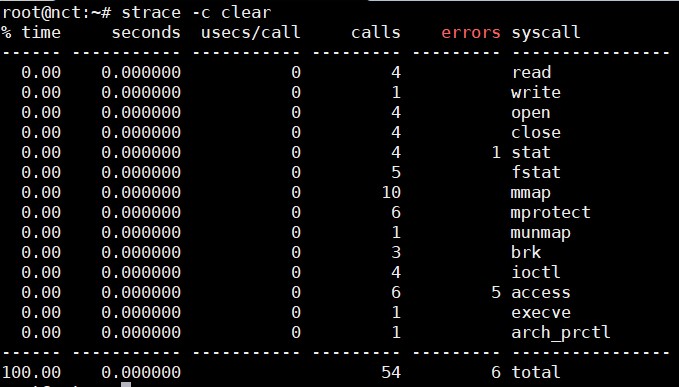 root@nct:~# strace -c clear
% time     seconds  usecs/call     calls    errors syscall
------ ----------- ----------- --------- --------- ----------------
  0.00    0.000000           0         4           read
  0.00    0.000000           0         1           write
  0.00    0.000000           0         4           open
  0.00    0.000000           0         4           close
  0.00    0.000000           0         4         1 stat
  0.00    0.000000           0         5           fstat
  0.00    0.000000           0        10           mmap
  0.00    0.000000           0         6           mprotect
  0.00    0.000000           0         1           munmap
  0.00    0.000000           0         3           brk
  0.00    0.000000           0         4           ioctl
  0.00    0.000000           0         6         5 access
  0.00    0.000000           0         1           execve
  0.00    0.000000           0         1           arch_prctl
------ ----------- ----------- --------- --------- ----------------
100.00    0.000000                    54         6 total